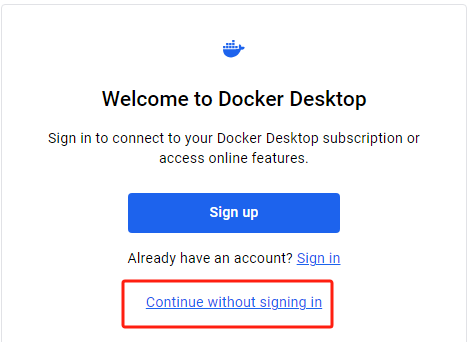 Welcome to Docker Desktop
Sign in to connect to your Docker Desktop subscription or
access online features.
Sign up
Already have an account? Sign in
Continue without signing in